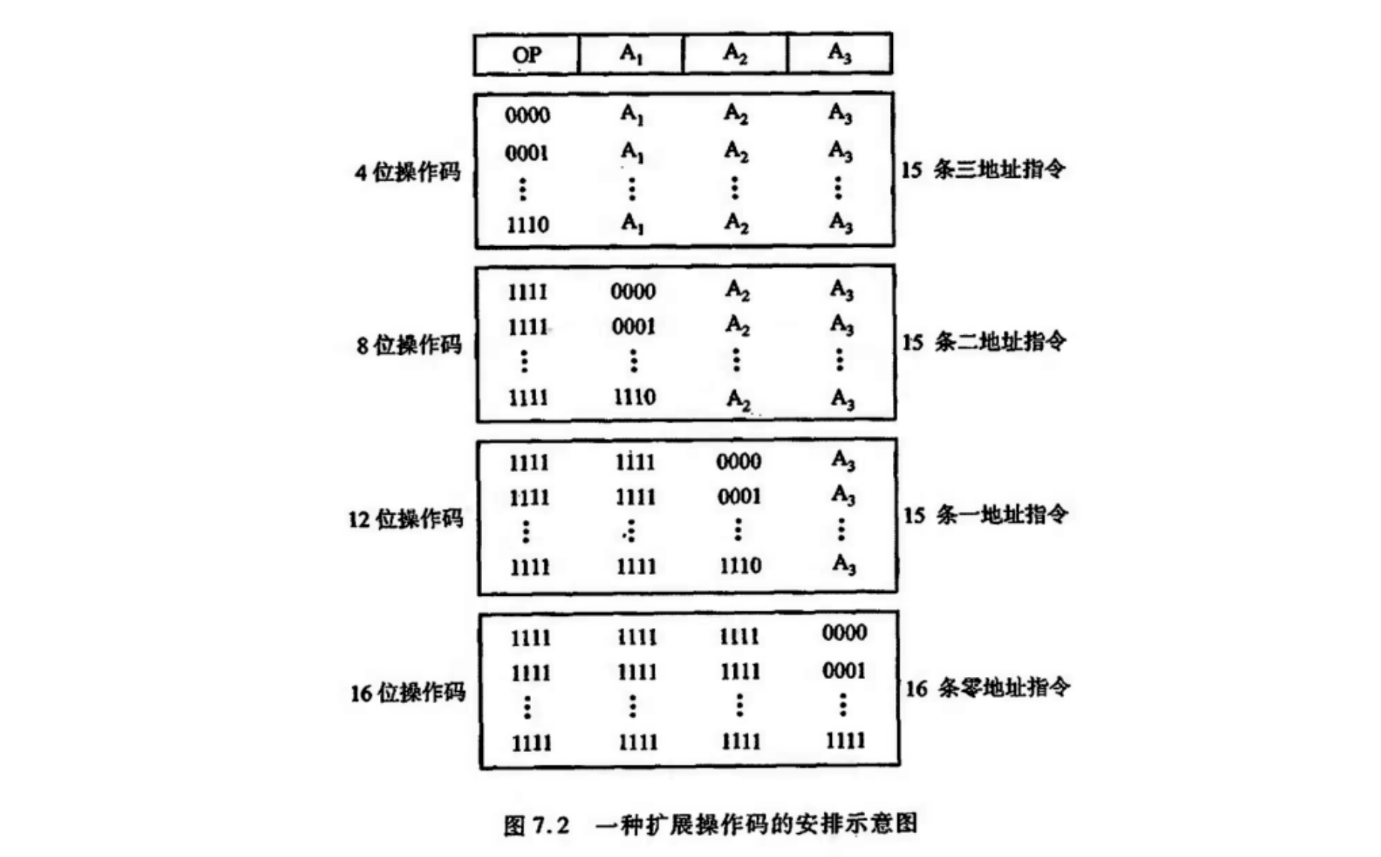 OP A₁ A₂ A₃
0000 A₁ A₂ A₃
0001 A₁ A₂ A₃
4 位操作码 ⋮ ⋮ ⋮ ⋮ 15 条三地址指令
1110 A₁ A₂ A₃
1111 0000 A₂ A₃
1111 0001 A₂ A₃
8 位操作码 ⋮ ⋮ ⋮ ⋮ 15 条二地址指令
1111 1110 A₂ A₃
1111 1111 0000 A₃
1111 1111 0001 A₃
12 位操作码 ⋮ ⋮ ⋮ ⋮ 15 条一地址指令
1111 1111 1110 A₃
1111 1111 1111 0000
1111 1111 1111 0001
16 位操作码 ⋮ ⋮ ⋮ ⋮ 16 条零地址指令
1111 1111 1111 1111
图 7.2 一种扩展操作码的安排示意图